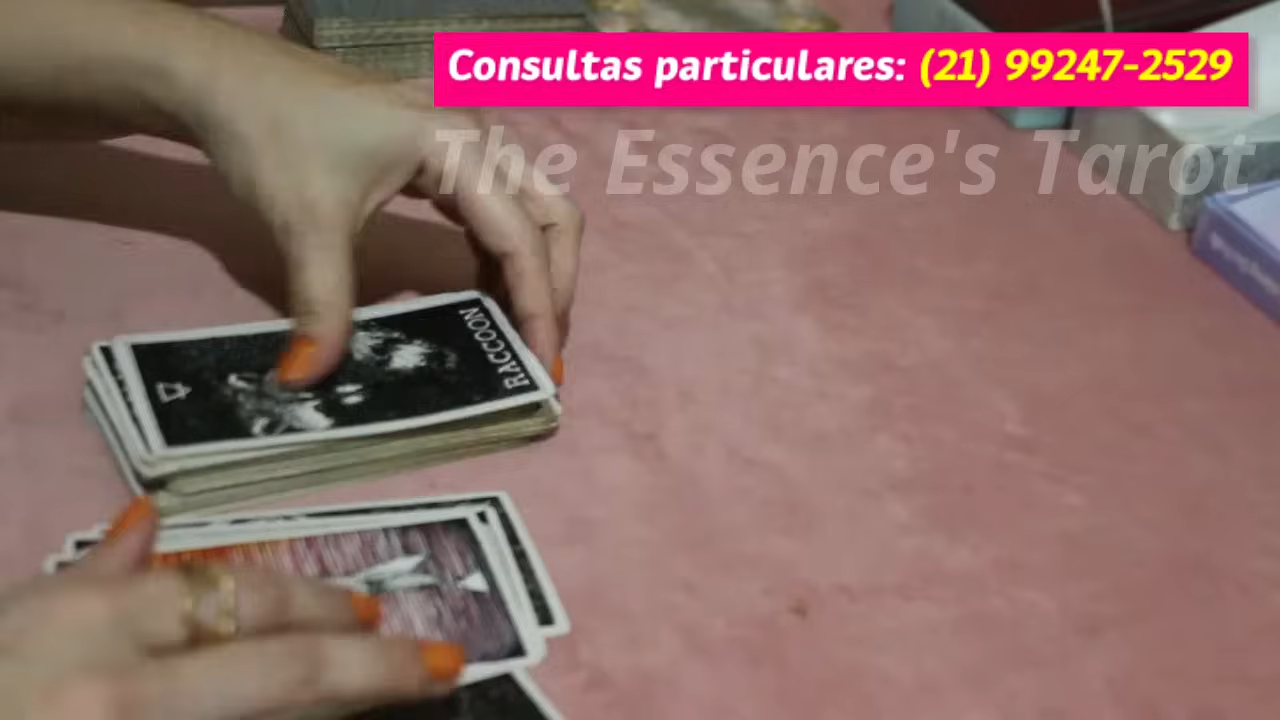 Consultas particulares: (21) 99247-2529
The Essence's Tarot
RACCOON